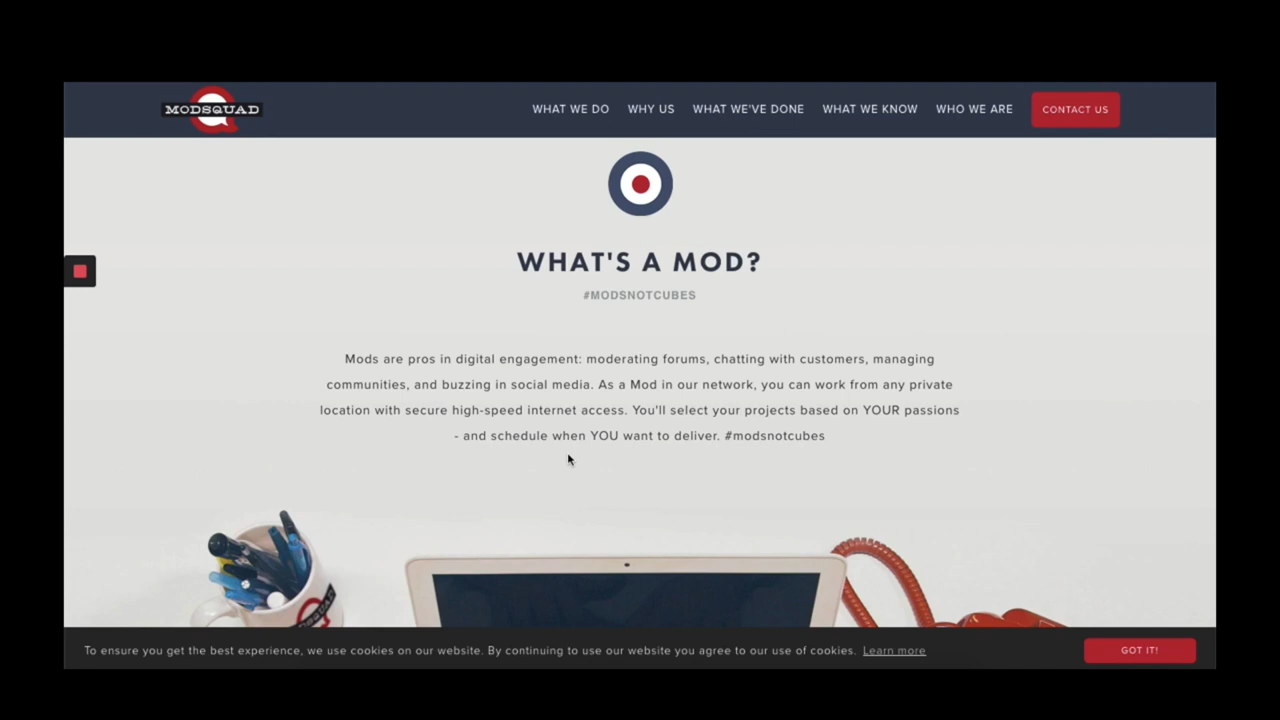 MODSQUAD
WHAT WE DO WHY US WHAT WE'VE DONE WHAT WE KNOW WHO WE ARE CONTACT US
WHAT'S A MOD?
#MODSNOTCUBES
Mods are pros in digital engagement: moderating forums, chatting with customers, managing
communities, and buzzing in social media. As a Mod in our network, you can work from any private
location with secure high-speed internet access. You'll select your projects based on YOUR passions
- and schedule when YOU want to deliver. #modsnotcubes
To ensure you get the best experience, we use cookies on our website. By continuing to use our website you agree to our use of cookies. Learn more
GOT IT!